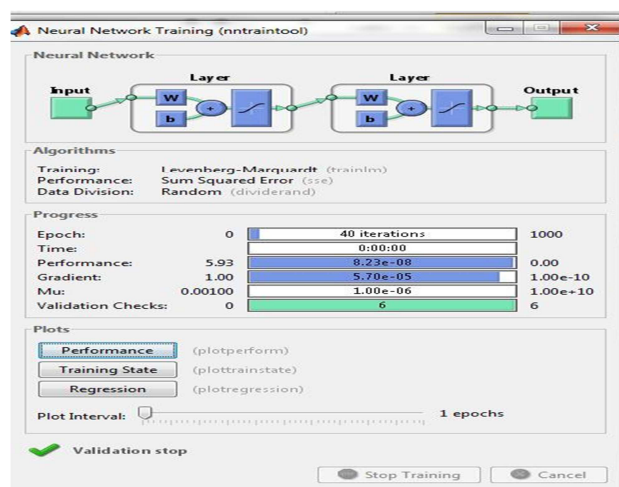 Neural Network Training (nntraintool)
Neural Network
Layer Layer
Input Output
W W
b b
Algorithms
Training: Levenberg-Marquardt (trainlm)
Performance: Sum Squared Error (sse)
Data Division: Random (dividerand)
Progress
Epoch: 0 40 iterations 1000
Time: 0:00:00
Performance: 5.93 8.23e-08 0.00
Gradient: 1.00 5.70e-05 1.00e-10
Mu: 0.00100 1.00e-06 1.00e+10
Validation Checks: 0 6 6
Plots
Performance (plotperform)
Training State (plottrainstate)
Regression (plotregression)
Plot Interval: 1 epochs
Validation stop
Stop Training Cancel